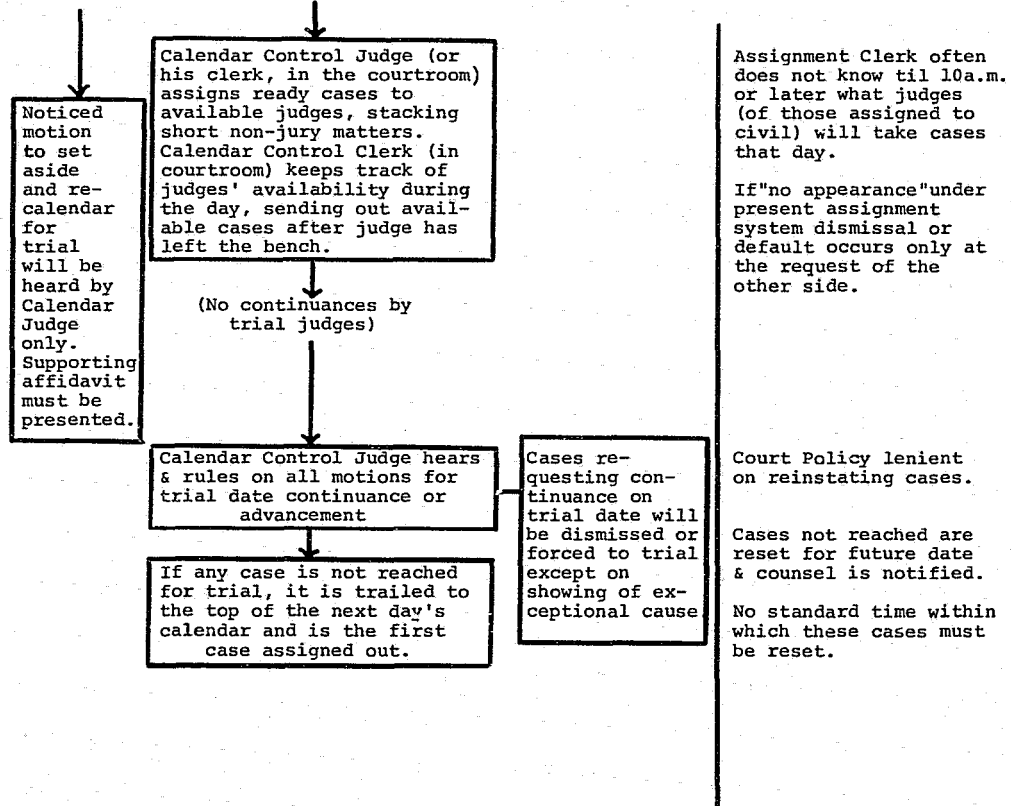 Noticed
motion
to set
aside
and re-
calendar
for
trial
will be
heard by
Calendar
Judge
only.
Supporting
affidavit
must be
presented.
Calendar Control Judge (or
his clerk, in the courtroom)
assigns ready cases to
available judges, stacking
short non-jury matters.
Calendar Control Clerk (in
courtroom) keeps track of
judges' availability during
the day, sending out avail-
able cases after judge has
left the bench.
(No continuances by
trial judges)
Calendar Control Judge hears
& rules on all motions for
trial date continuance or
advancement
Cases re-
questing con-
tinuance on
trial date will
be dismissed or
forced to trial
except on
showing of ex-
ceptional cause
If any case is not reached
for trial, it is trailed to
the top of the next day's
calendar and is the first
case assigned out.
Assignment Clerk often
does not know til 10a.m.
or later what judges
(of those assigned to
civil) will take cases
that day.
If"no appearance"under
present assignment
system dismissal or
default occurs only at
the request of the
other side.
Court Policy lenient
on reinstating cases.
Cases not reached are
reset for future date
& counsel is notified.
No standard time within
which these cases must
be reset.